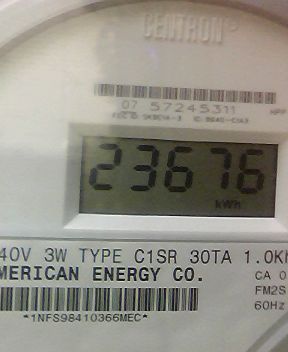 CENTRON
07 57245311
23676
kWh
40V 3W TYPE C1SR 30TA 1.0Kh
MERICAN ENERGY CO.
CA 0
FM2S
60Hz
*1NFS98410366MEC*